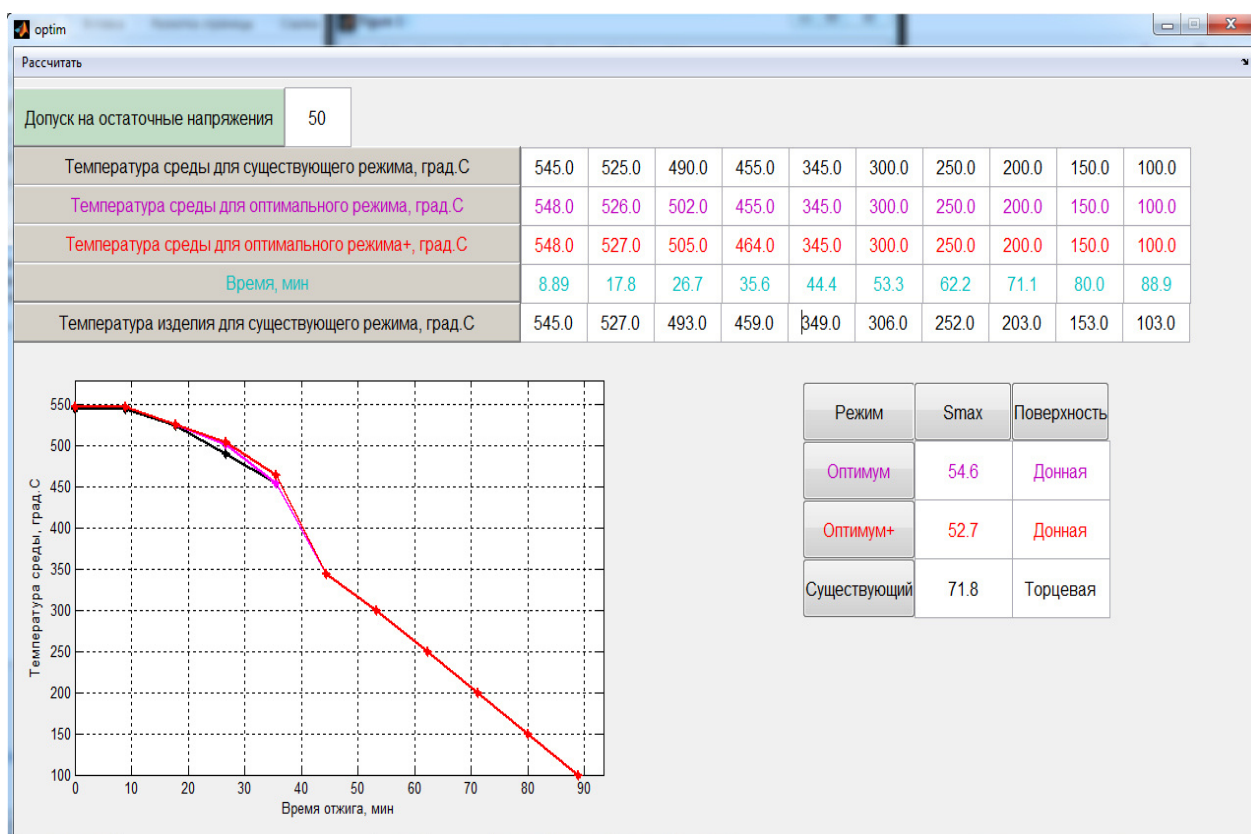 optim
Рассчитать
Допуск на остаточные напряжения 50
Температура среды для существующего режима, град.С 545.0 525.0 490.0 455.0 345.0 300.0 250.0 200.0 150.0 100.0
Температура среды для оптимального режима, град.С 548.0 526.0 502.0 455.0 345.0 300.0 250.0 200.0 150.0 100.0
Температура среды для оптимального режима+, град.С 548.0 527.0 505.0 464.0 345.0 300.0 250.0 200.0 150.0 100.0
Время, мин 8.89 17.8 26.7 35.6 44.4 53.3 62.2 71.1 80.0 88.9
Температура изделия для существующего режима, град.С 545.0 527.0 493.0 459.0 349.0 306.0 252.0 203.0 153.0 103.0
Температура среды, град.С
550
500
450
400
350
300
250
200
150
100
0 10 20 30 40 50 60 70 80 90
Время отжига, мин
Режим Smax Поверхность
Оптимум 54.6 Донная
Оптимум+ 52.7 Донная
Существующий 71.8 Торцевая